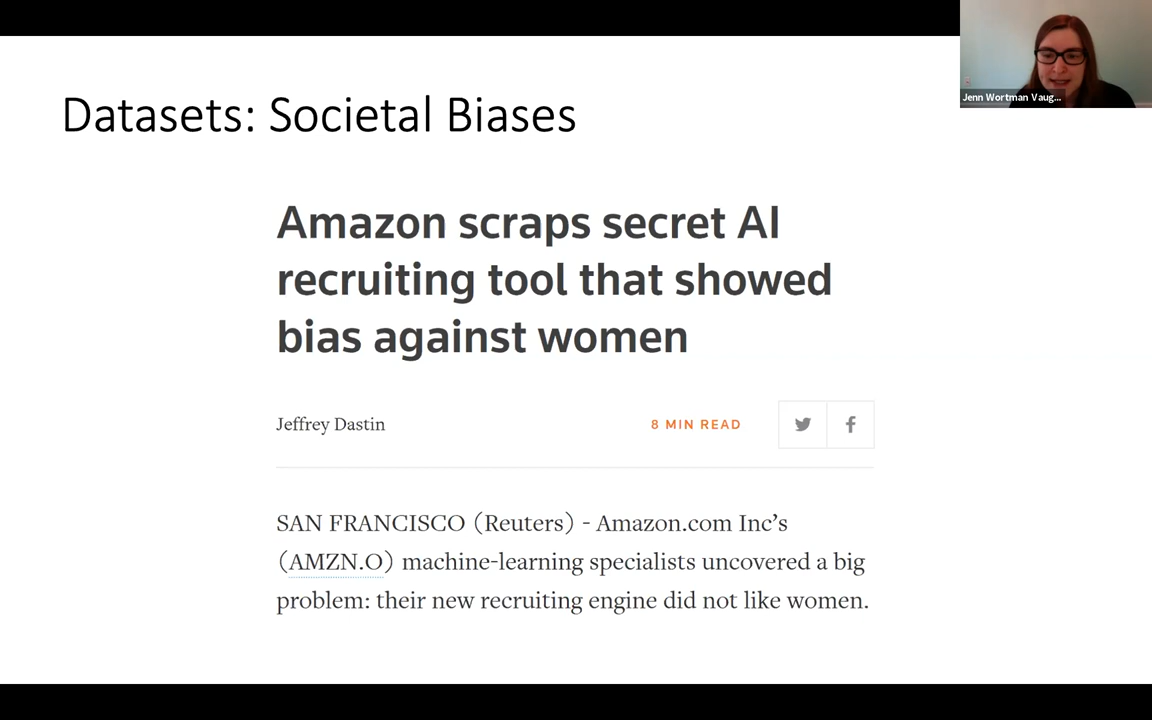 Datasets: Societal Biases
Jenn Wortman Vaug...
Amazon scraps secret AI
recruiting tool that showed
bias against women
Jeffrey Dastin
8 MIN READ
SAN FRANCISCO (Reuters) - Amazon.com Inc’s
(AMZN.O) machine-learning specialists uncovered a big
problem: their new recruiting engine did not like women.